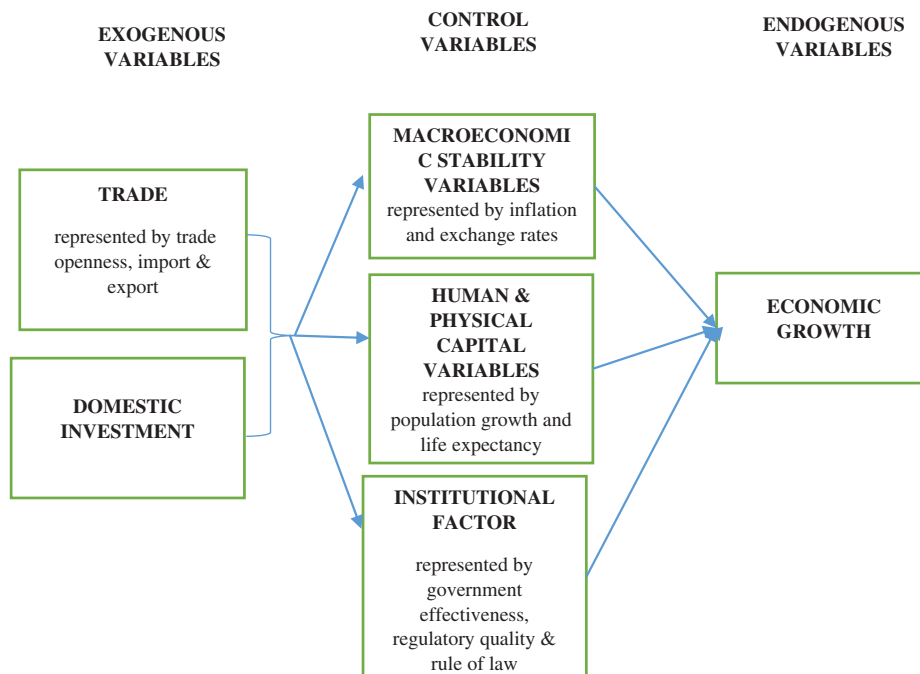 EXOGENOUS
VARIABLES
CONTROL
VARIABLES
ENDOGENOUS
VARIABLES
TRADE
represented by trade
openness, import &
export
DOMESTIC
INVESTMENT
MACROECONOMI
C STABILITY
VARIABLES
represented by inflation
and exchange rates
HUMAN &
PHYSICAL
CAPITAL
VARIABLES
represented by
population growth and
life expectancy
INSTITUTIONAL
FACTOR
represented by
government
effectiveness,
regulatory quality &
rule of law
ECONOMIC
GROWTH